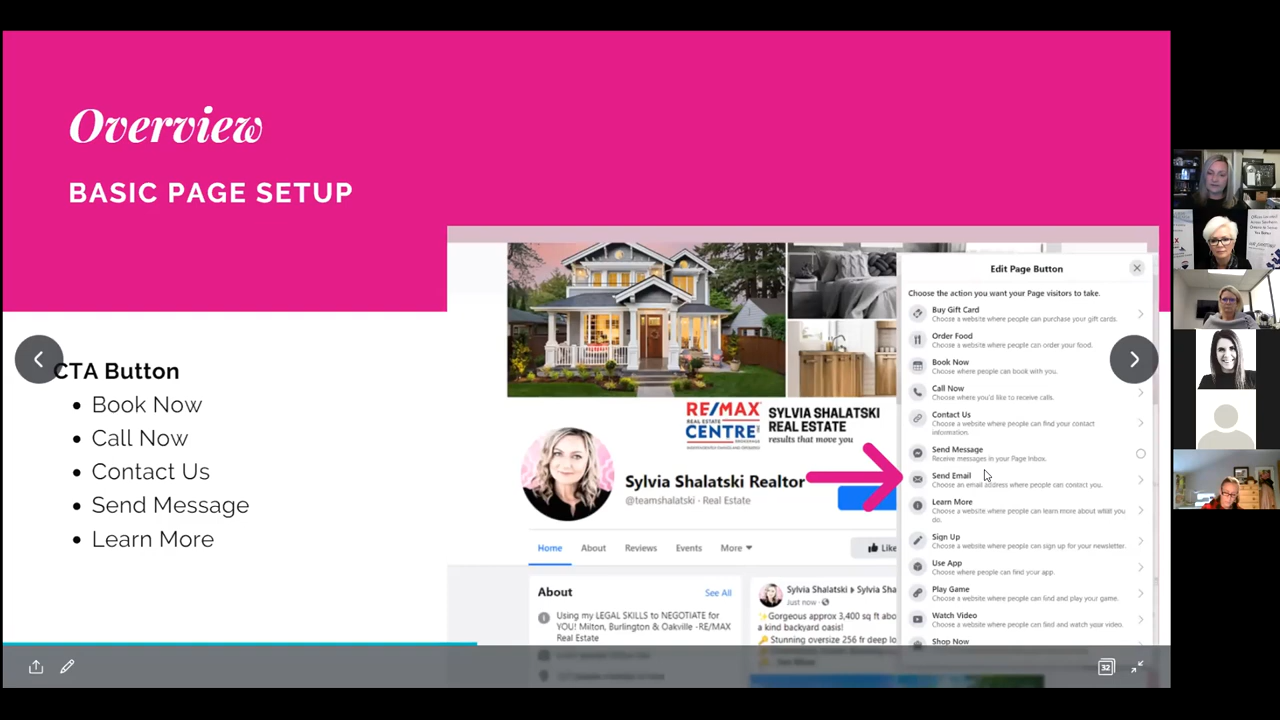 Overview
BASIC PAGE SETUP
CTA Button
Book Now
Call Now
Contact Us
Send Message
Learn More
RE/MAX
REAL ESTATE
CENTRE
SYLVIA SHALATSKI
REAL ESTATE
results that move you
Sylvia Shalatski Realtor
@teamshalatski · Real Estate
Home About Reviews Events More
Like
About
See All
Using my LEGAL SKILLS to NEGOTIATE for
YOU! Milton, Burlington & Oakville -RE/MAX
Real Estate
Sylvia Shalatski ▸ Sylvia Sha
Just now ·
Gorgeous approx 3,400 sq ft abo
a kind backyard oasis!
Stunning oversize 256 fr deep lo
Edit Page Button
Choose the action you want your Page visitors to take.
Buy Gift Card
Choose a website where people can purchase your gift cards.
Order Food
Choose a website where people can order your food.
Book Now
Choose where people can book with you.
Call Now
Choose where you'd like to receive calls.
Contact Us
Choose a website where people can find your contact
information.
Send Message
Receive messages in your Page Inbox.
Send Email
Choose an email address where people can contact you.
Learn More
Choose a website where people can learn more about what you
do.
Sign Up
Choose a website where people can sign up for your newsletter.
Use App
Choose where people can find your app.
Play Game
Choose a website where people can find and play your game.
Watch Video
Choose a website where people can find and watch your video.
Shop Now
32